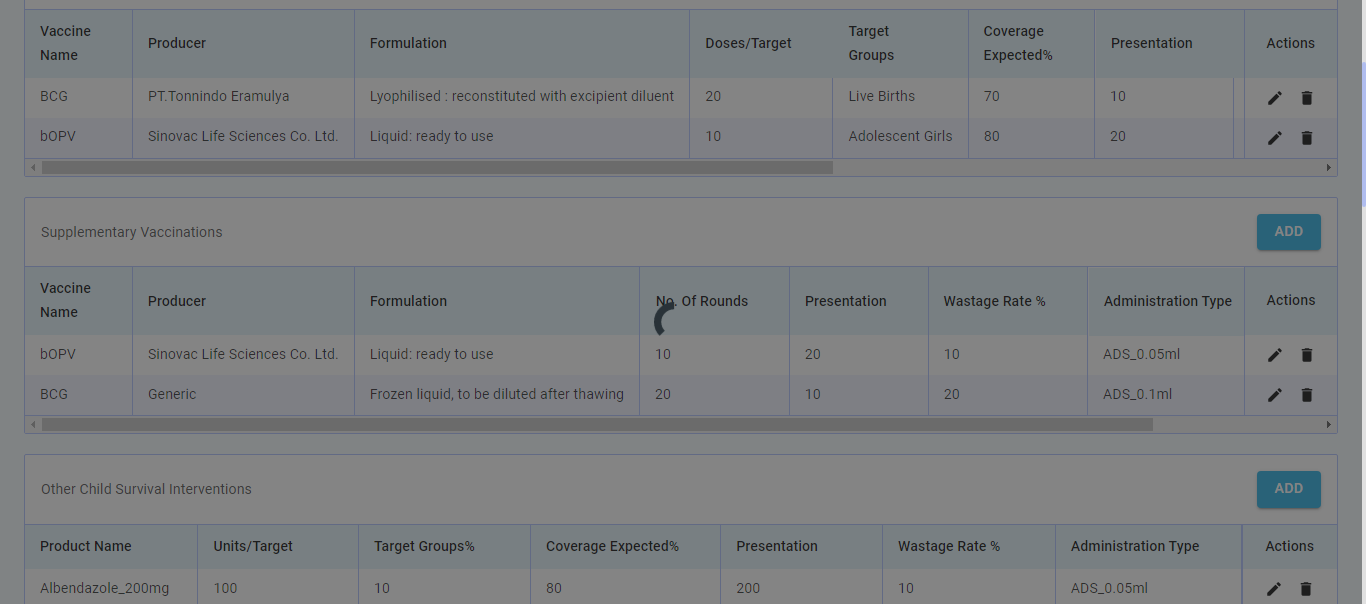 Vaccine Name Producer Formulation Doses/Target Target Groups Coverage Expected% Presentation Actions
BCG PT.Tonnindo Eramulya Lyophilised : reconstituted with excipient diluent 20 Live Births 70 10
bOPV Sinovac Life Sciences Co. Ltd. Liquid: ready to use 10 Adolescent Girls 80 20
Supplementary Vaccinations ADD
Vaccine Name Producer Formulation No. Of Rounds Presentation Wastage Rate % Administration Type Actions
bOPV Sinovac Life Sciences Co. Ltd. Liquid: ready to use 10 20 10 ADS_0.05ml
BCG Generic Frozen liquid, to be diluted after thawing 20 10 20 ADS_0.1ml
Other Child Survival Interventions ADD
Product Name Units/Target Target Groups% Coverage Expected% Presentation Wastage Rate % Administration Type Actions
Albendazole_200mg 100 10 80 200 10 ADS_0.05ml